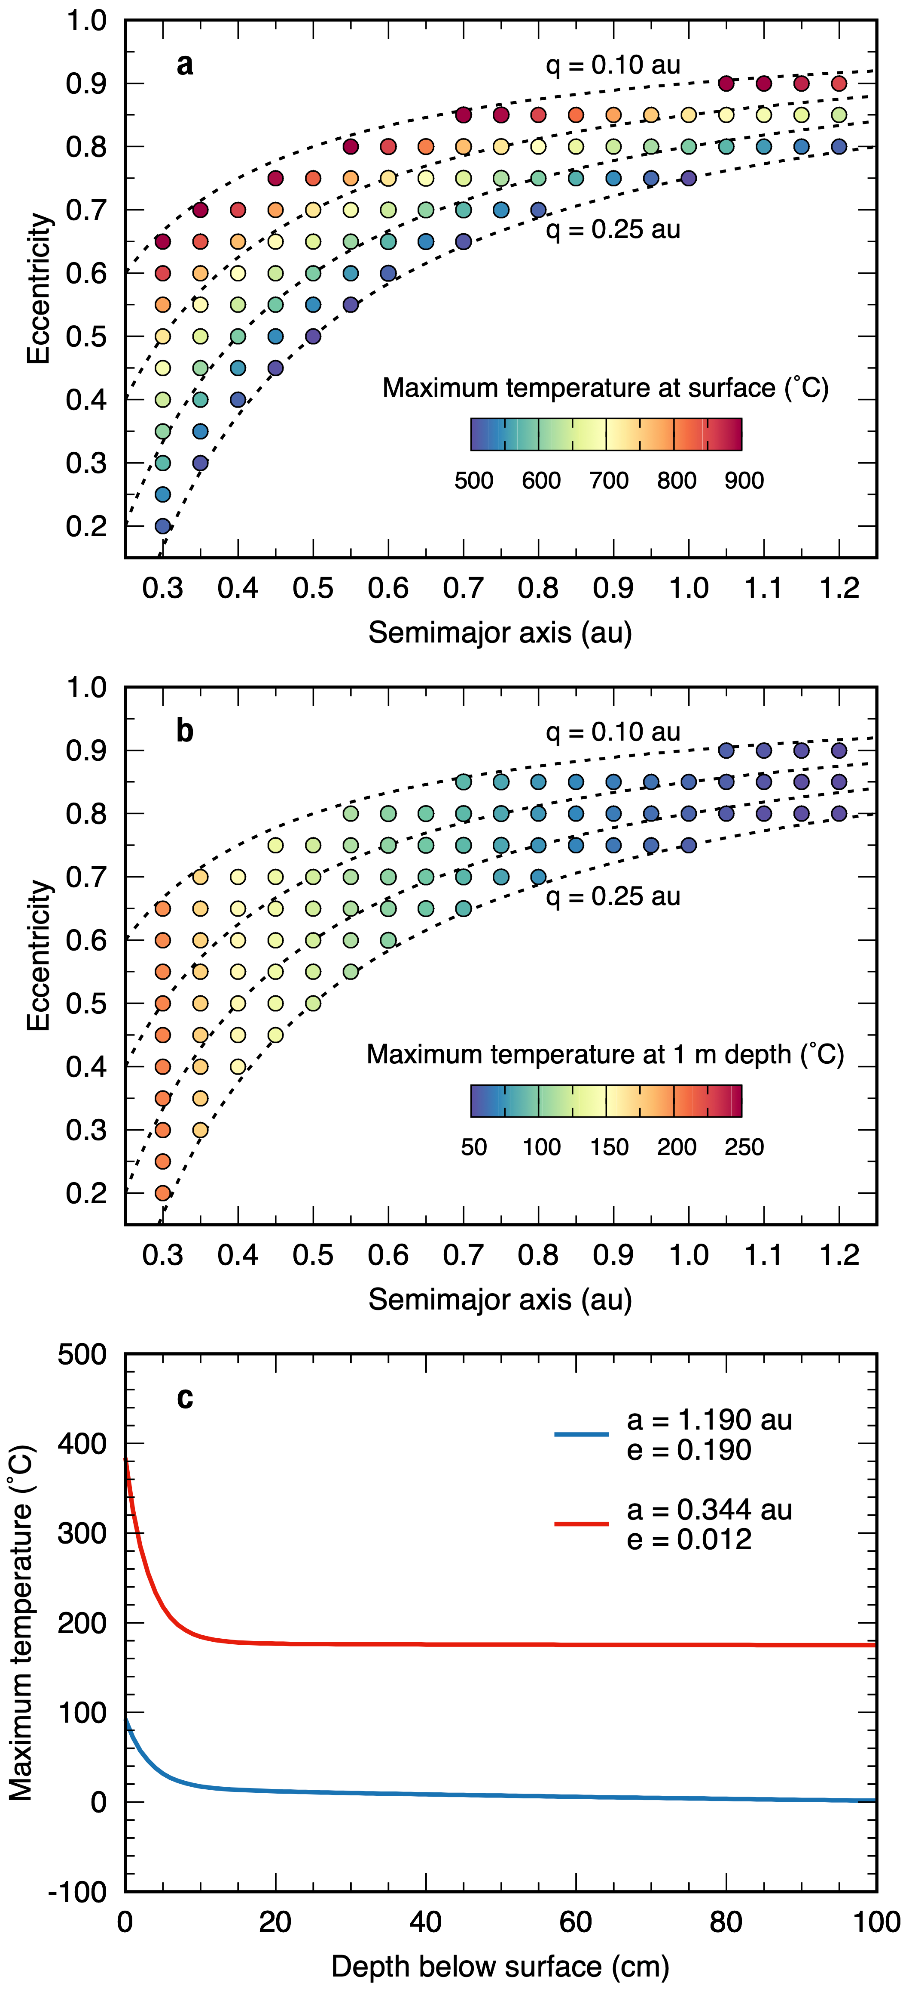 a
q = 0.10 au
q = 0.25 au
Maximum temperature at surface (˚C)
500 600 700 800 900
1.0
0.9
0.8
0.7
0.6
0.5
0.4
0.3
0.2
Eccentricity
0.3 0.4 0.5 0.6 0.7 0.8 0.9 1.0 1.1 1.2
Semimajor axis (au)
b
q = 0.10 au
q = 0.25 au
Maximum temperature at 1 m depth (˚C)
50 100 150 200 250
1.0
0.9
0.8
0.7
0.6
0.5
0.4
0.3
0.2
Eccentricity
0.3 0.4 0.5 0.6 0.7 0.8 0.9 1.0 1.1 1.2
Semimajor axis (au)
c
a = 1.190 au
e = 0.190
a = 0.344 au
e = 0.012
500
400
300
200
100
0
-100
Maximum temperature (˚C)
0 20 40 60 80 100
Depth below surface (cm)